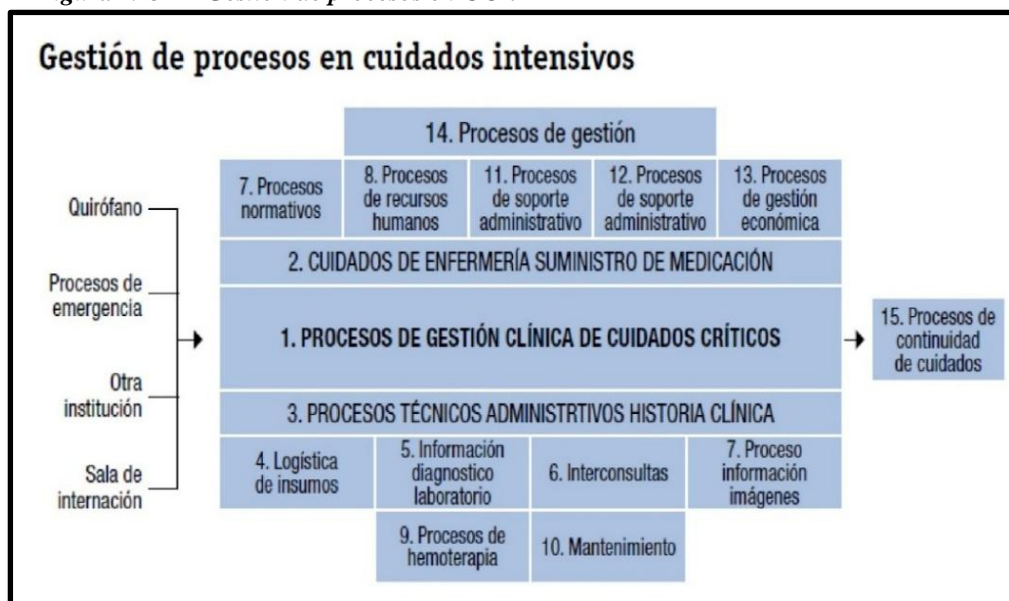 Gestión de procesos en cuidados intensivos
14. Procesos de gestión
7. Procesos
normativos
8. Procesos
de recursos
humanos
11. Procesos
de soporte
administrativo
12. Procesos
de soporte
administrativo
13. Procesos
de gestión
económica
Quirófano
Procesos de
emergencia
Otra
institución
Sala de
internación
2. CUIDADOS DE ENFERMERÍA SUMINISTRO DE MEDICACIÓN
1. PROCESOS DE GESTIÓN CLÍNICA DE CUIDADOS CRÍTICOS
3. PROCESOS TÉCNICOS ADMINISTRTIVOS HISTORIA CLÍNICA
15. Procesos de
continuidad
de cuidados
4. Logística
de insumos
5. Información
diagnostico
laboratorio
6. Interconsultas
7. Proceso
información
imágenes
9. Procesos de
hemoterapia
10. Mantenimiento